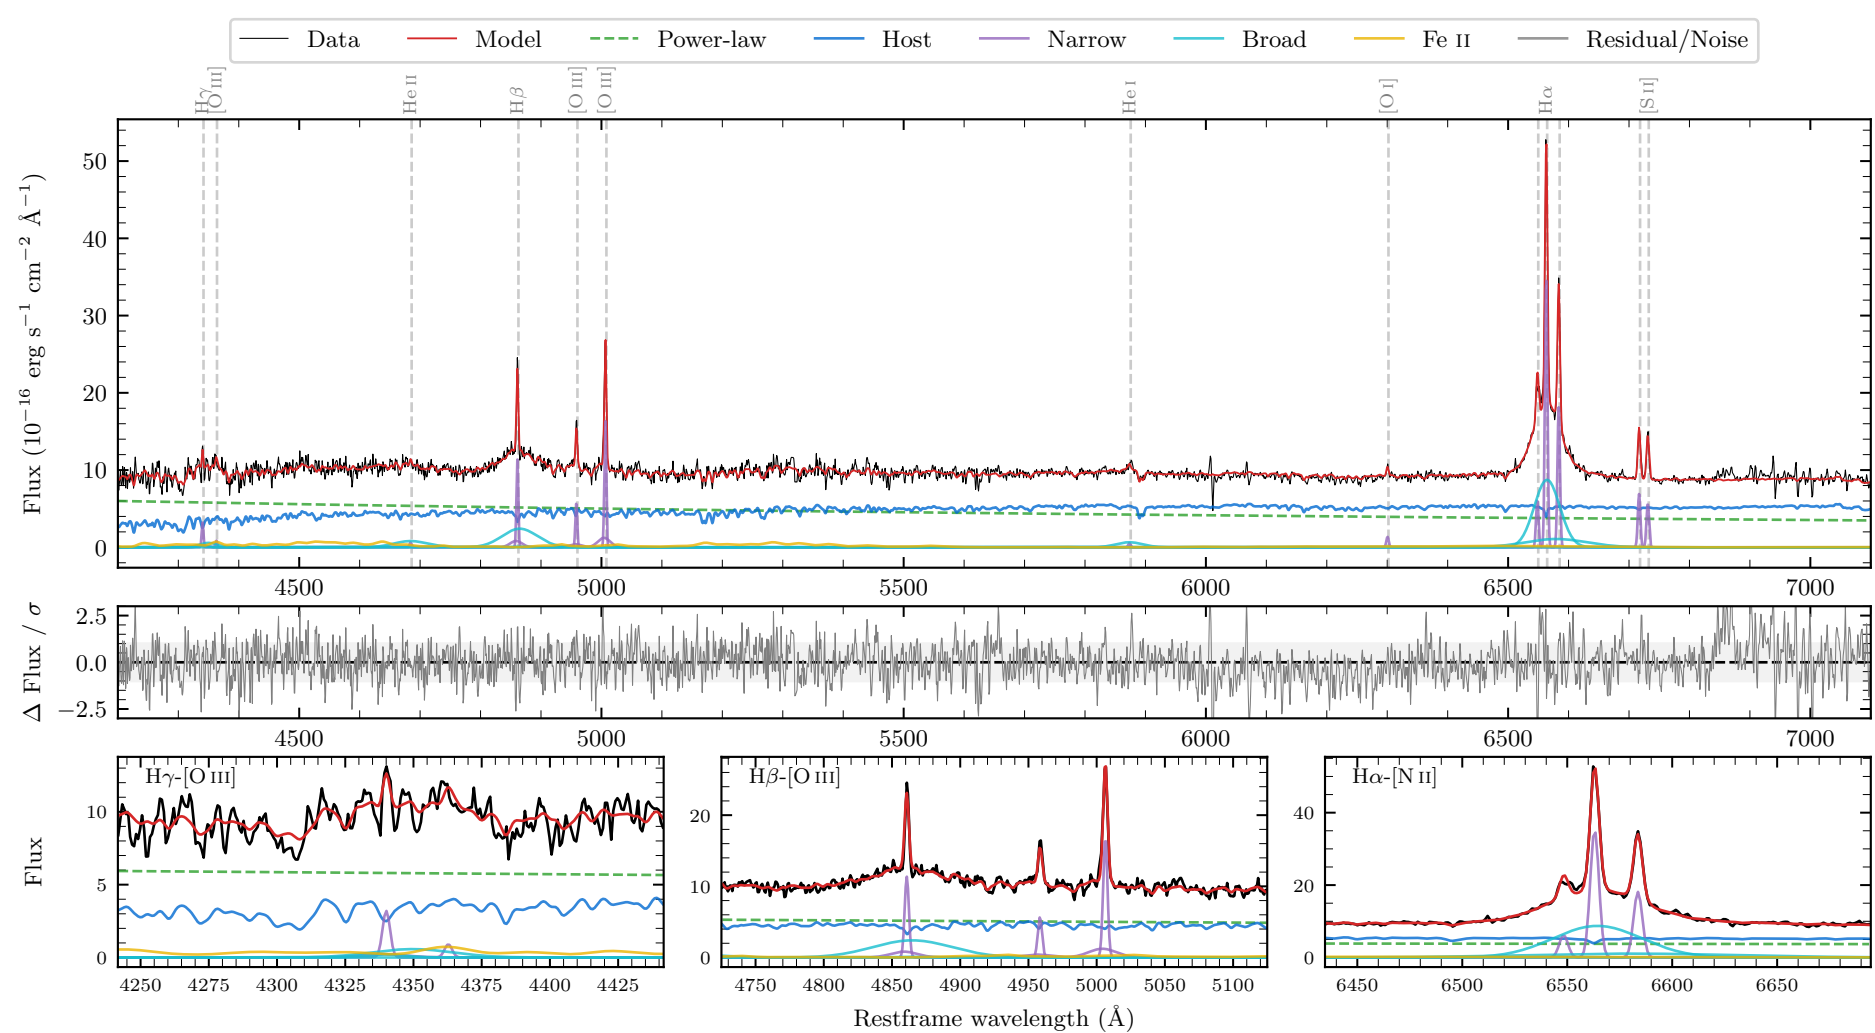 Data Model Power-law Host Narrow Broad Fe II Residual/Noise
Hγ [O III] He II Hβ [O III] [O III] He I [O I] Hα [S II]
Flux (10⁻¹⁶ erg s⁻¹ cm⁻² Å⁻¹)
50
40
30
20
10
0
4500 5000 5500 6000 6500 7000
Δ Flux / σ
2.5
0.0
−2.5
4500 5000 5500 6000 6500 7000
Flux
Hγ-[O III]
10
5
0
4250 4275 4300 4325 4350 4375 4400 4425
Hβ-[O III]
20
10
0
4750 4800 4850 4900 4950 5000 5050 5100
Hα-[N II]
40
20
0
6450 6500 6550 6600 6650
Restframe wavelength (Å)